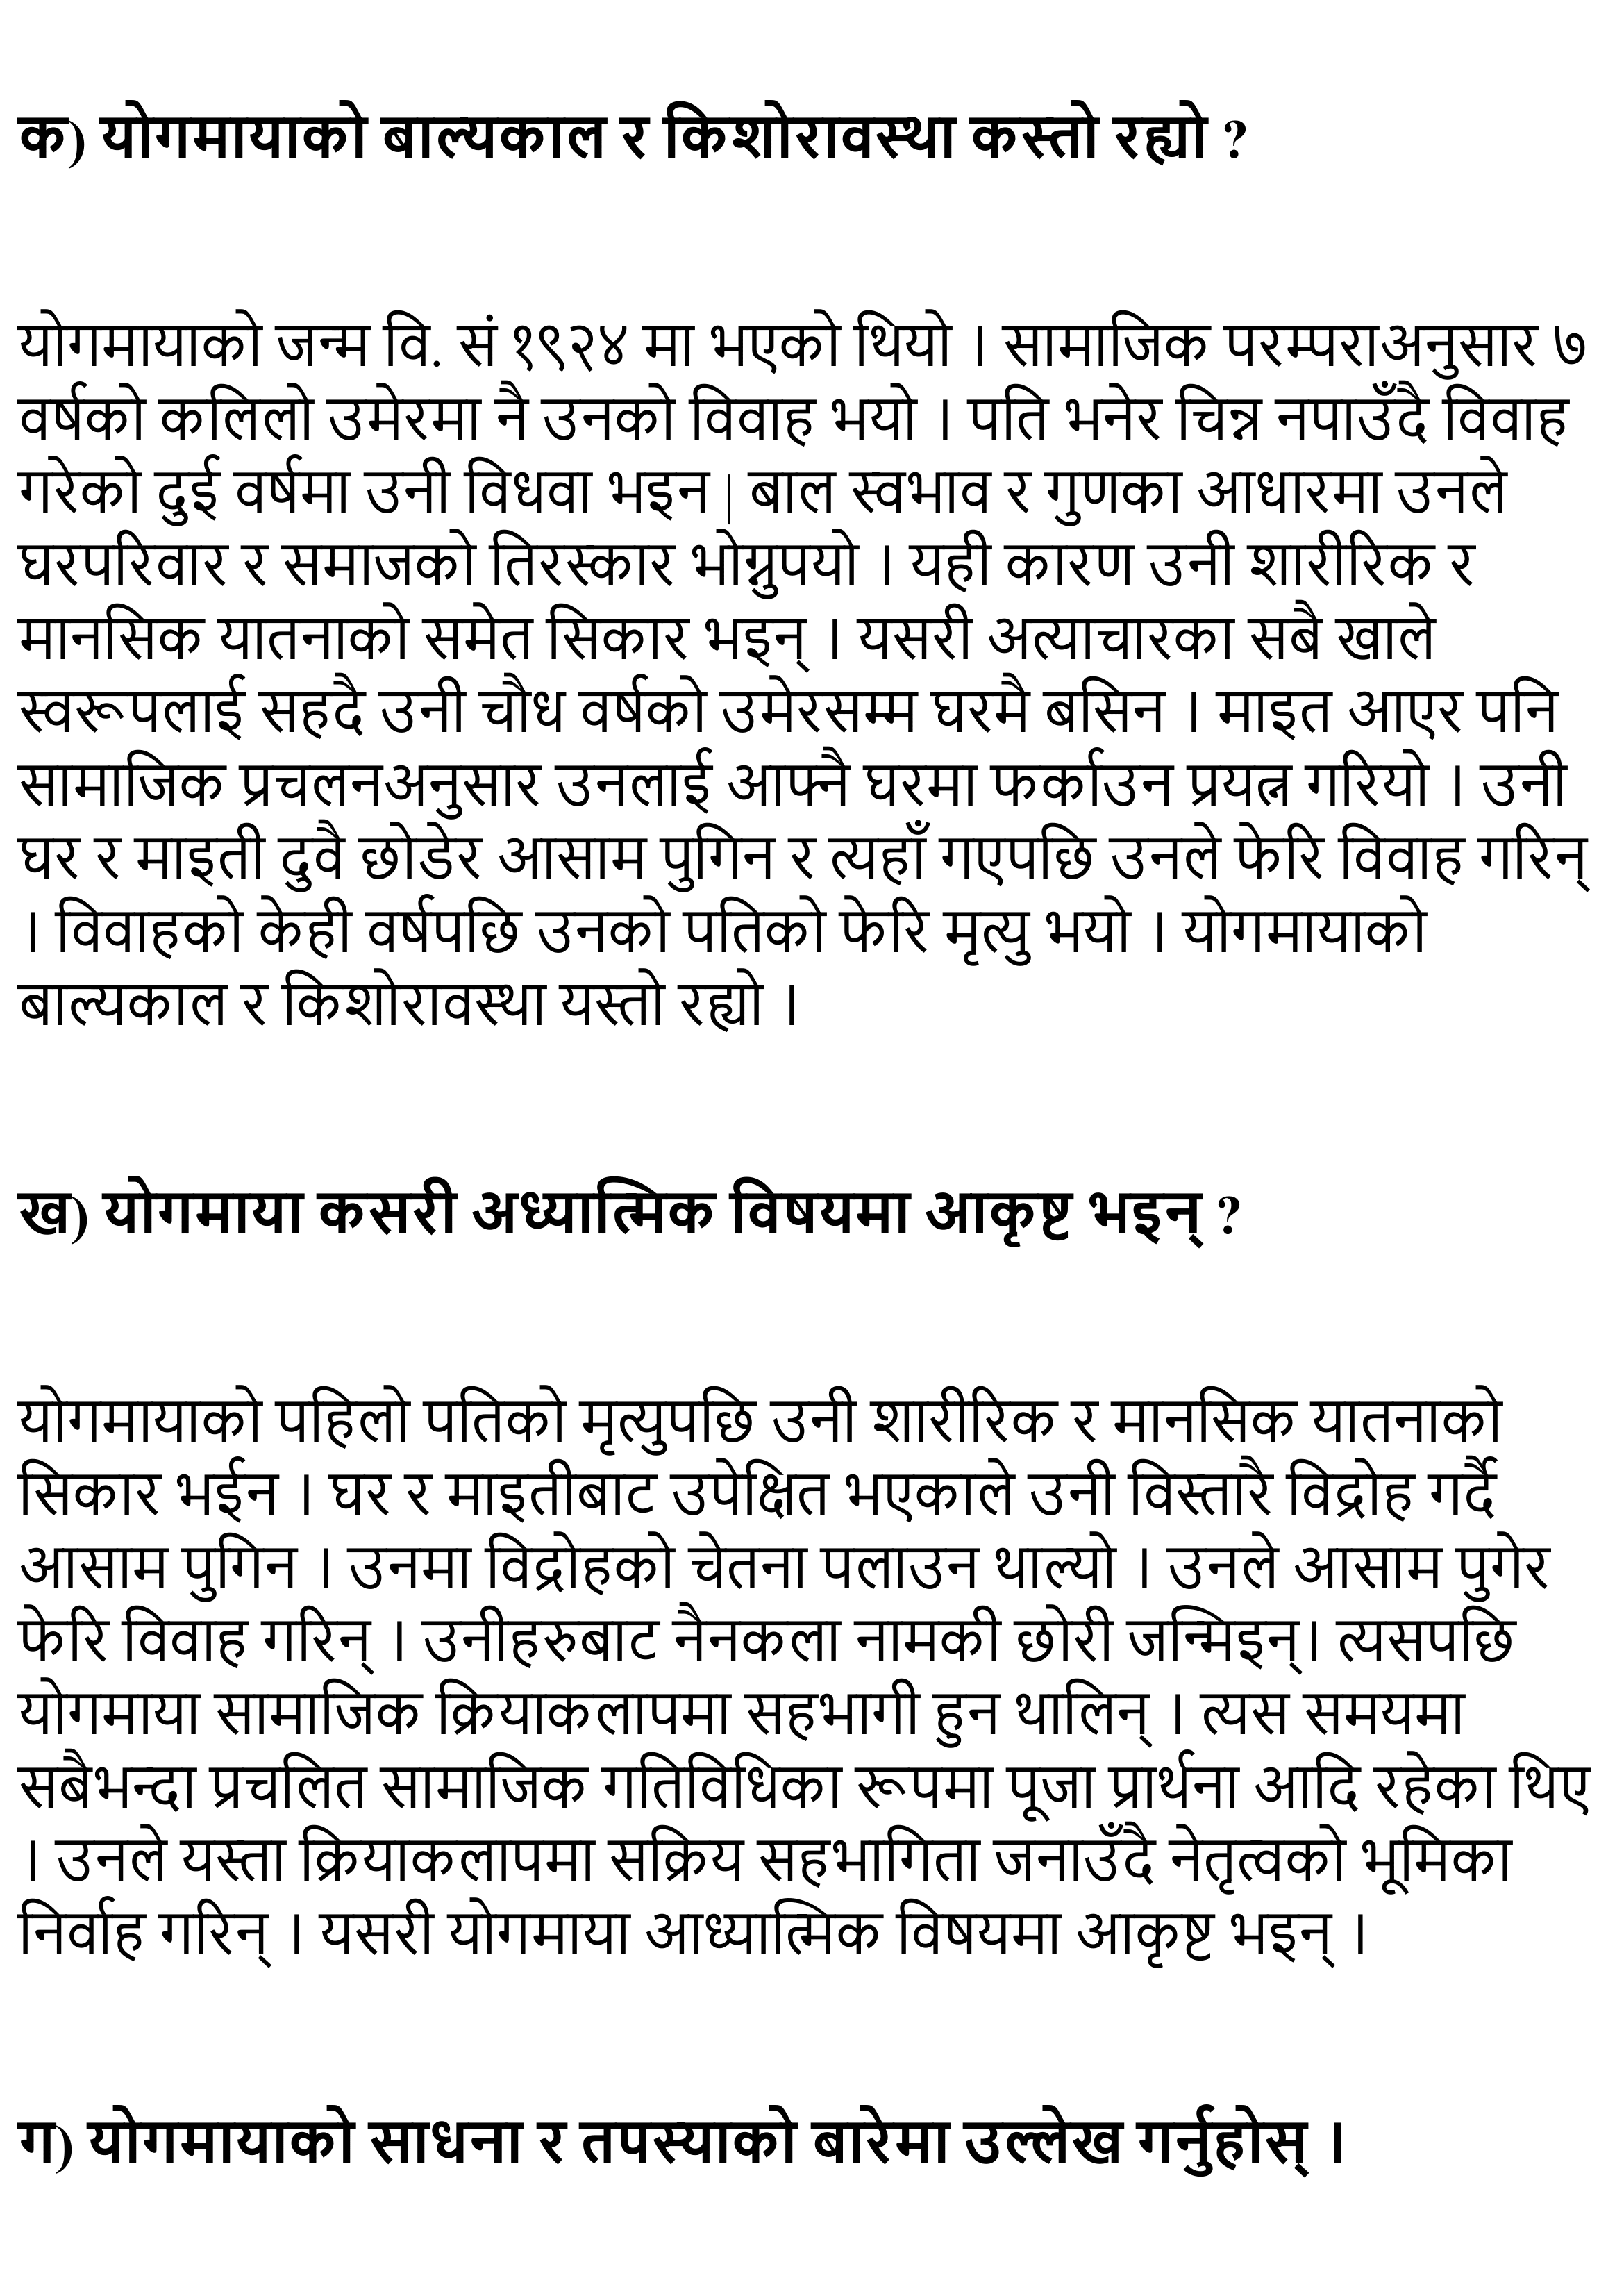 क) योगमायाको बाल्यकाल र किशोरावस्था कस्तो रह्यो ?
योगमायाको जन्म वि. सं १९२४ मा भएको थियो । सामाजिक परम्पराअनुसार ७
वर्षको कलिलो उमेरमा नै उनको विवाह भयो । पति भनेर चिन्न नपाउँदै विवाह
गरेको दुई वर्षमा उनी विधवा भइन | बाल स्वभाव र गुणका आधारमा उनले
घरपरिवार र समाजको तिरस्कार भोग्नुपयो । यही कारण उनी शारीरिक र
मानसिक यातनाको समेत सिकार भइन् । यसरी अत्याचारका सबै खाले
स्वरूपलाई सहदै उनी चौध वर्षको उमेरसम्म घरमै बसिन । माइत आएर पनि
सामाजिक प्रचलनअनुसार उनलाई आफ्नै घरमा फर्काउन प्रयत्न गरियो । उनी
घर र माइती दुवै छोडेर आसाम पुगिन र त्यहाँ गएपछि उनले फेरि विवाह गरिन्
। विवाहको केही वर्षपछि उनको पतिको फेरि मृत्यु भयो । योगमायाको
बाल्यकाल र किशोरावस्था यस्तो रह्यो ।
ख) योगमाया कसरी अध्यात्मिक विषयमा आकृष्ट भइन् ?
योगमायाको पहिलो पतिको मृत्युपछि उनी शारीरिक र मानसिक यातनाको
सिकार भईन । घर र माइतीबाट उपेक्षित भएकाले उनी विस्तारै विद्रोह गर्दै
आसाम पुगिन । उनमा विद्रोहको चेतना पलाउन थाल्यो । उनले आसाम पुगेर
फेरि विवाह गरिन् । उनीहरुबाट नैनकला नामकी छोरी जन्मिइन्। त्यसपछि
योगमाया सामाजिक क्रियाकलापमा सहभागी हुन थालिन् । त्यस समयमा
सबैभन्दा प्रचलित सामाजिक गतिविधिका रूपमा पूजा प्रार्थना आदि रहेका थिए
। उनले यस्ता क्रियाकलापमा सक्रिय सहभागिता जनाउँदै नेतृत्वको भूमिका
निर्वाह गरिन् । यसरी योगमाया आध्यात्मिक विषयमा आकृष्ट भइन् ।
ग) योगमायाको साधना र तपस्याको बारेमा उल्लेख गर्नुहोस् ।